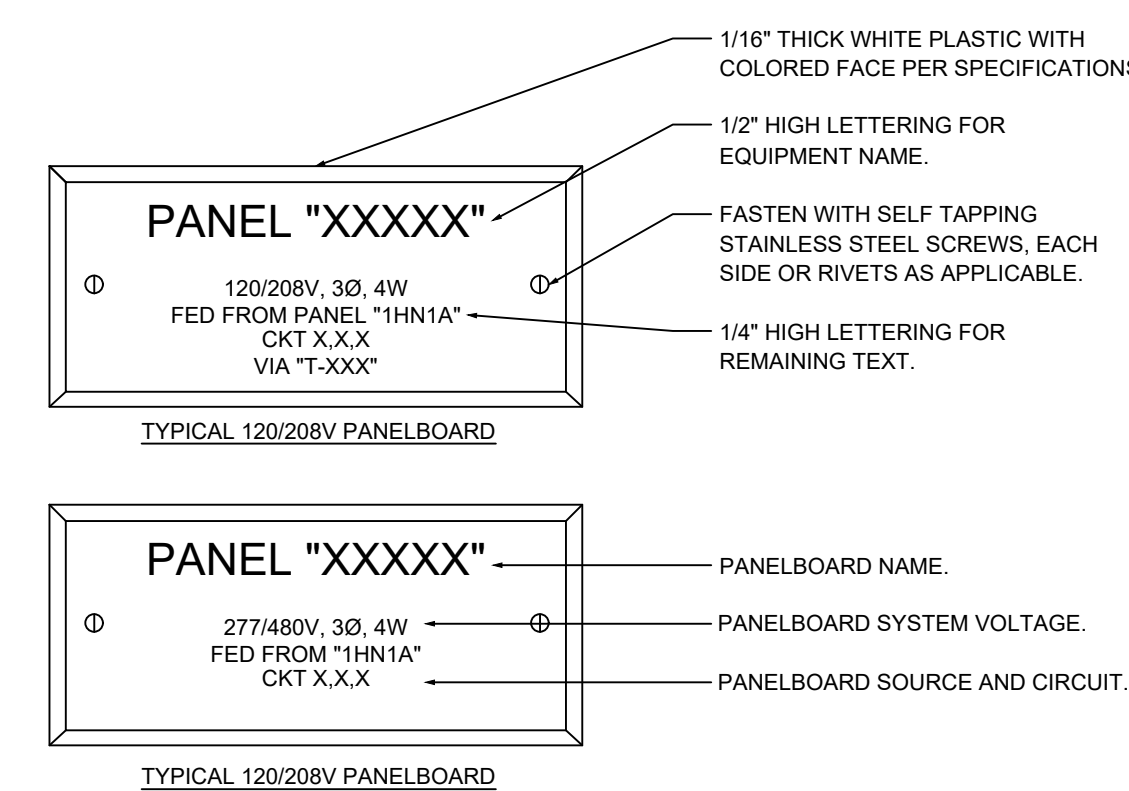 1/16" THICK WHITE PLASTIC WITH
COLORED FACE PER SPECIFICATIONS
1/2" HIGH LETTERING FOR
EQUIPMENT NAME.
FASTEN WITH SELF TAPPING
STAINLESS STEEL SCREWS, EACH
SIDE OR RIVETS AS APPLICABLE.
1/4" HIGH LETTERING FOR
REMAINING TEXT.
PANEL "XXXXX"
120/208V, 3Ø, 4W
FED FROM PANEL "1HN1A"
CKT X,X,X
VIA "T-XXX"
TYPICAL 120/208V PANELBOARD
PANEL "XXXXX"
277/480V, 3Ø, 4W
FED FROM "1HN1A"
CKT X,X,X
PANELBOARD NAME.
PANELBOARD SYSTEM VOLTAGE.
PANELBOARD SOURCE AND CIRCUIT.
TYPICAL 120/208V PANELBOARD